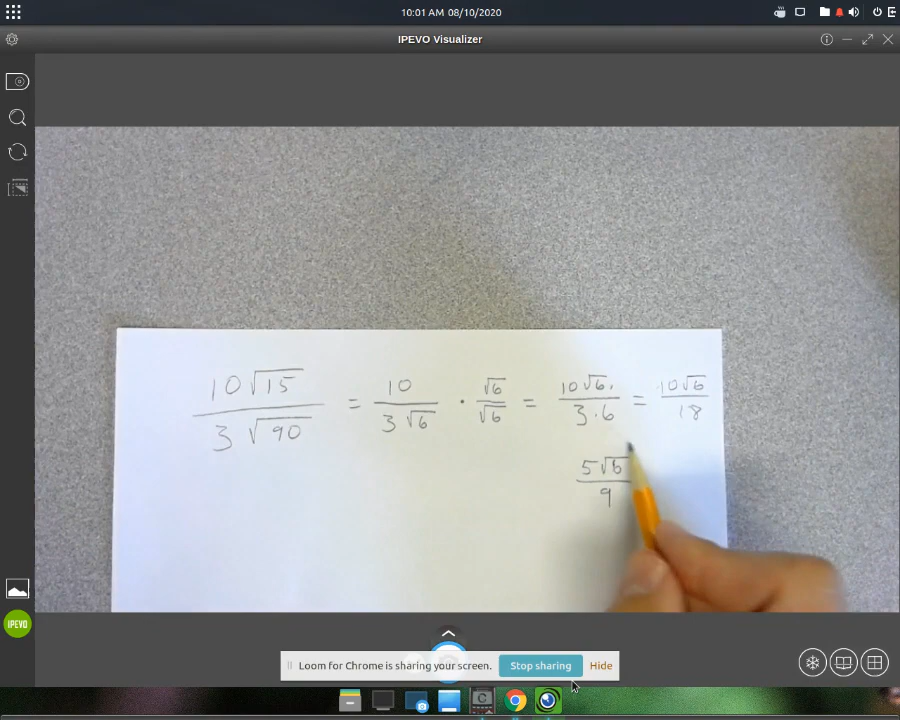 10:01 AM 08/10/2020
IPEVO Visualizer
10√15 / 3√90 = 10 / 3√6 · √6 / √6 = 10√6 / 3·6 = 10√6 / 18
5√6 / 9
IPEVO
Loom for Chrome is sharing your screen. Stop sharing Hide